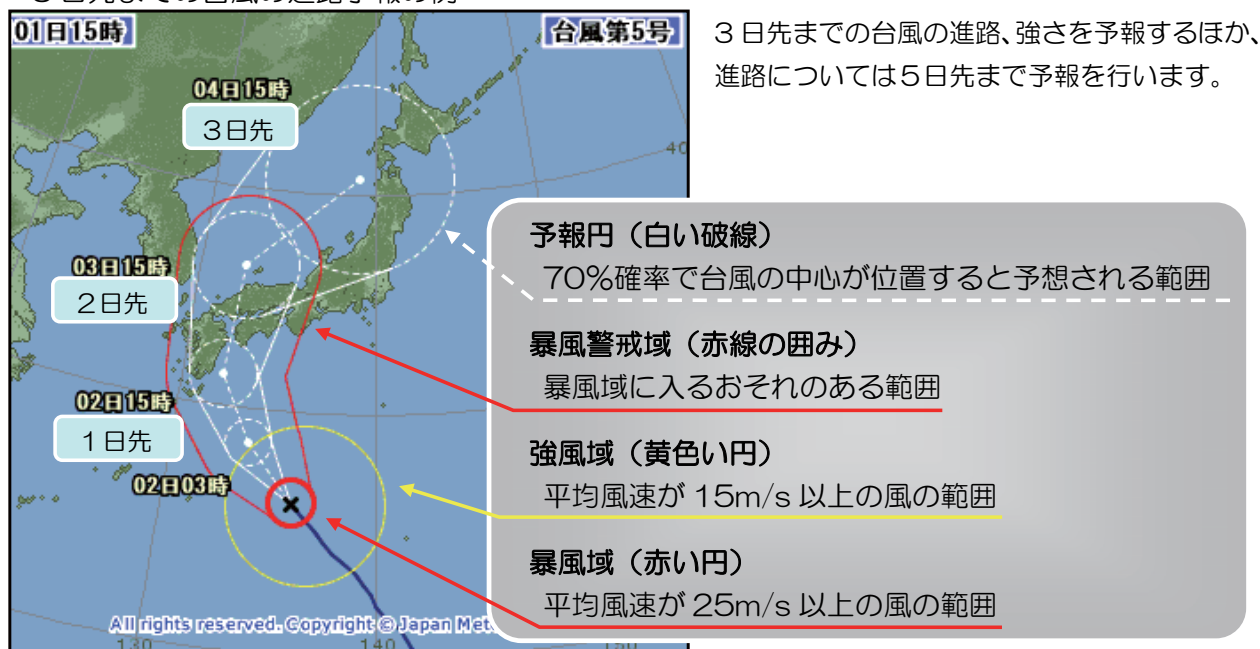 01日15時
台風第5号
３日先までの台風の進路、強さを予報するほか、
進路については５日先まで予報を行います。
04日15時
３日先
40
予報円（白い破線）
70%確率で台風の中心が位置すると予想される範囲
03日15時
２日先
暴風警戒域（赤線の囲み）
暴風域に入るおそれのある範囲
02日15時
１日先
強風域（黄色い円）
平均風速が 15m/s 以上の風の範囲
02日03時
暴風域（赤い円）
平均風速が 25m/s 以上の風の範囲
All rights reserved. Copyright © Japan Met.
130
140
150